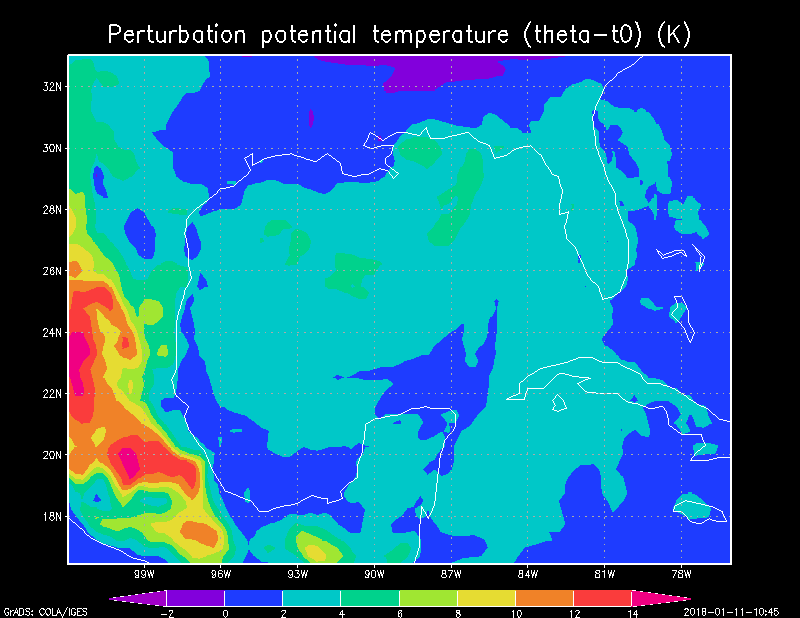 Perturbation potential temperature (theta-t0) (K)
32N
30N
28N
26N
24N
22N
20N
18N
99W 96W 93W 90W 87W 84W 81W 78W
-2 0 2 4 6 8 10 12 14
GrADS: COLA/IGES 2018-01-11-10:45